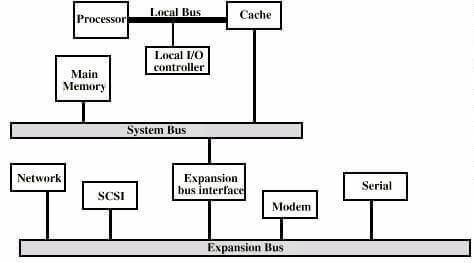 Local Bus
Processor
Cache
Local I/O
controller
Main
Memory
System Bus
Network
SCSI
Expansion
bus interface
Modem
Serial
Expansion Bus